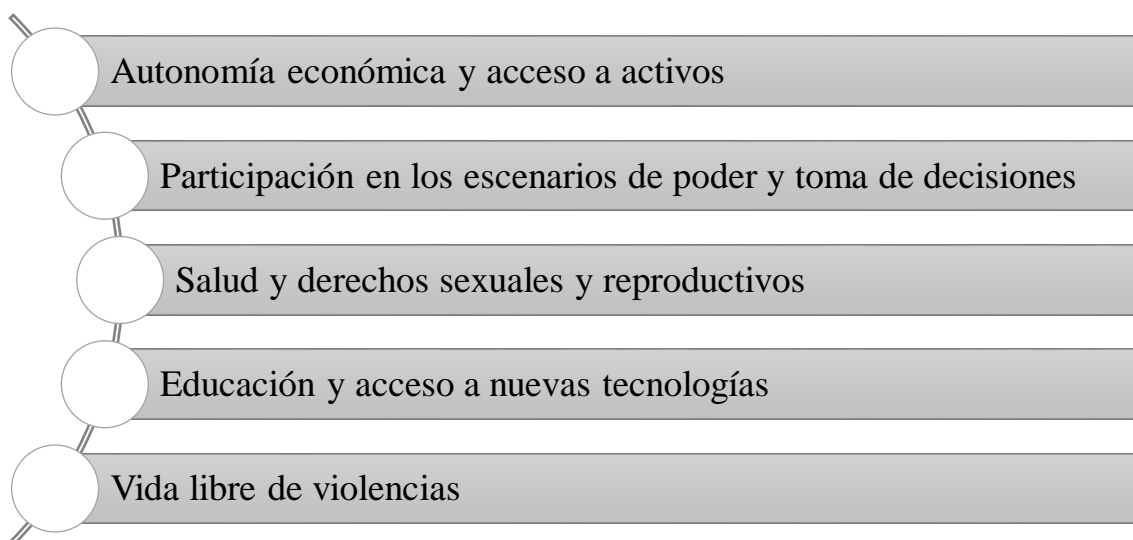 Autonomía económica y acceso a activos
Participación en los escenarios de poder y toma de decisiones
Salud y derechos sexuales y reproductivos
Educación y acceso a nuevas tecnologías
Vida libre de violencias